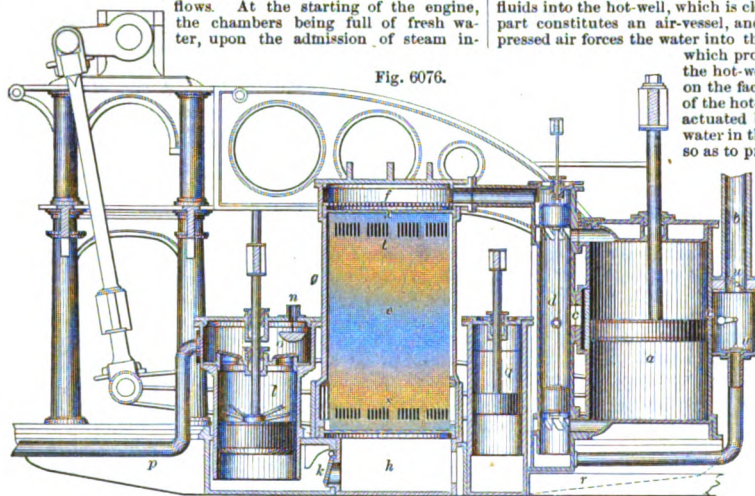 flows. At the starting of the engine,
the chambers being full of fresh wa-
ter, upon the admission of steam in-
fluids into the hot-well, which is cl
part constitutes an air-vessel, and
pressed air forces the water into th
which pro
the hot-we
on the fac
of the hot
actuated
water in th
so as to pr
Fig. 6076.
f
t
g
e
n
d
c
a
b
u
v
q
l
s
k
h
p
r